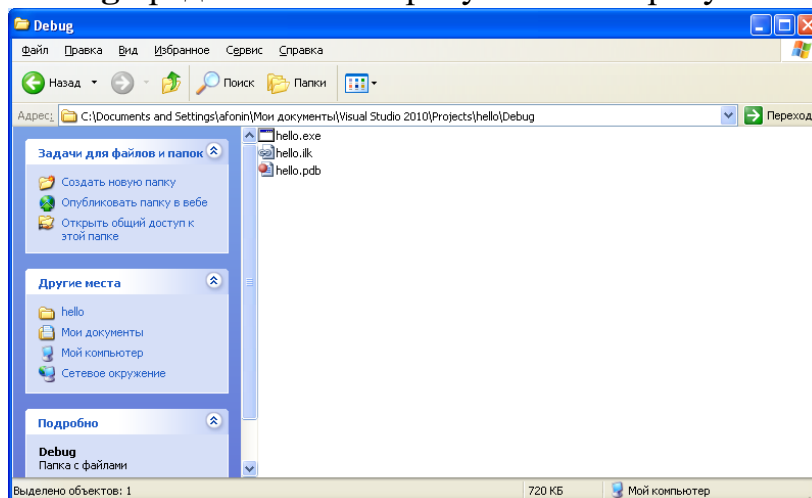 Debug
Файл Правка Вид Избранное Сервис Справка
Назад Поиск Папки
Адрес: C:\Documents and Settings\afonin\Мои документы\Visual Studio 2010\Projects\hello\Debug Переход
Задачи для файлов и папок
Создать новую папку
Опубликовать папку в вебе
Открыть общий доступ к
этой папке
Другие места
hello
Мои документы
Мой компьютер
Сетевое окружение
Подробно
Debug
Папка с файлами
hello.exe
hello.ilk
hello.pdb
Выделено объектов: 1 720 КБ Мой компьютер